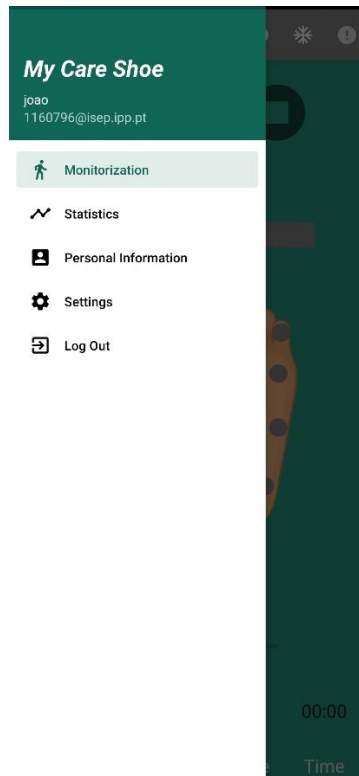 My Care Shoe
joao
1160796@isep.ipp.pt
Monitorization
Statistics
Personal Information
Settings
Log Out
00:00
Time